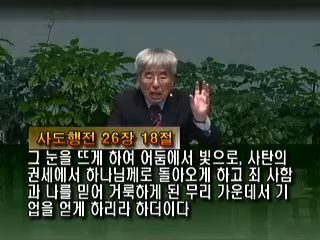 사도행전 26장 18절
그 눈을 뜨게 하여 어둠에서 빛으로, 사탄의
권세에서 하나님께로 돌아오게 하고 죄 사함
과 나를 믿어 거룩하게 된 무리 가운데서 기
업을 얻게 하리라 하더이다